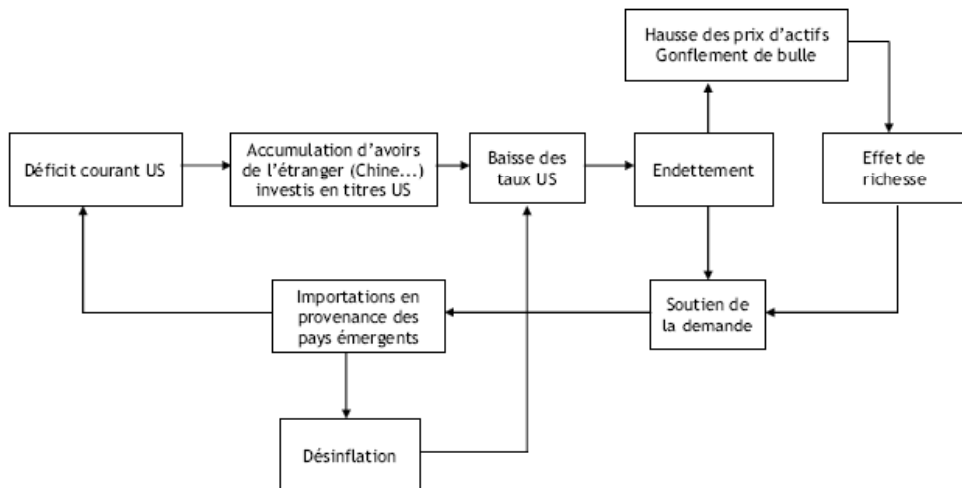 Hausse des prix d’actifs
Gonflement de bulle
Déficit courant US
Accumulation d’avoirs
de l’étranger (Chine...)
investis en titres US
Baisse des
taux US
Endettement
Effet de
richesse
Importations en
provenance des
pays émergents
Soutien de
la demande
Désinflation